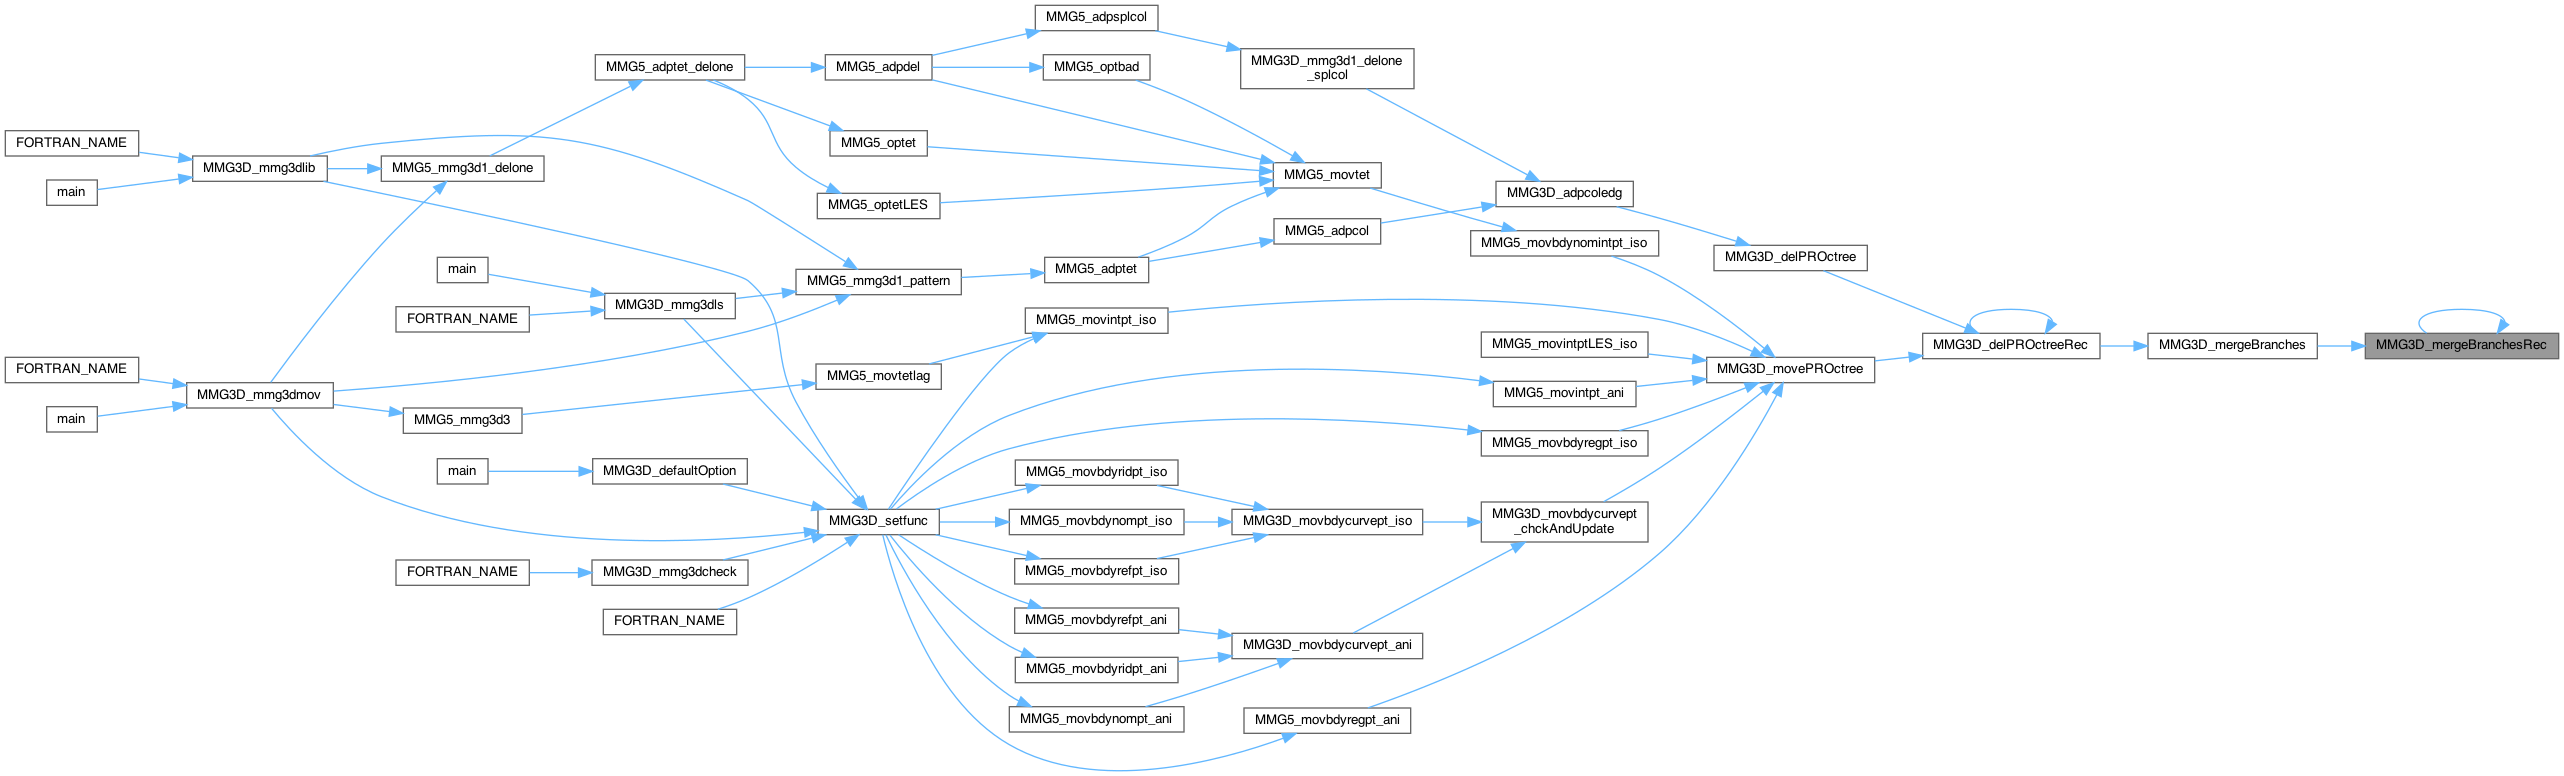 MMG5_adpsplcol
MMG5_adptet_delone
MMG5_adpdel
MMG5_optbad
MMG3D_mmg3d1_delone
_splcol
FORTRAN_NAME
MMG5_optet
MMG3D_mmg3dlib
MMG5_mmg3d1_delone
MMG5_movtet
main
MMG3D_adpcoledg
MMG5_optetLES
MMG5_adpcol
MMG5_movbdynomintpt_iso
MMG3D_delPROctree
main
MMG5_adptet
MMG5_mmg3d1_pattern
MMG3D_mmg3dls
FORTRAN_NAME
MMG5_movintpt_iso
MMG5_movintptLES_iso
MMG3D_delPROctreeRec
MMG3D_mergeBranches
MMG3D_mergeBranchesRec
FORTRAN_NAME
MMG5_movtetlag
MMG3D_movePROctree
MMG3D_mmg3dmov
MMG5_movintpt_ani
main
MMG5_mmg3d3
MMG5_movbdyregpt_iso
main
MMG3D_defaultOption
MMG5_movbdyridpt_iso
MMG3D_setfunc
MMG5_movbdynompt_iso
MMG3D_movbdycurvept_iso
MMG3D_movbdycurvept
_chckAndUpdate
FORTRAN_NAME
MMG3D_mmg3dcheck
MMG5_movbdyrefpt_iso
FORTRAN_NAME
MMG5_movbdyrefpt_ani
MMG3D_movbdycurvept_ani
MMG5_movbdyridpt_ani
MMG5_movbdynompt_ani
MMG5_movbdyregpt_ani